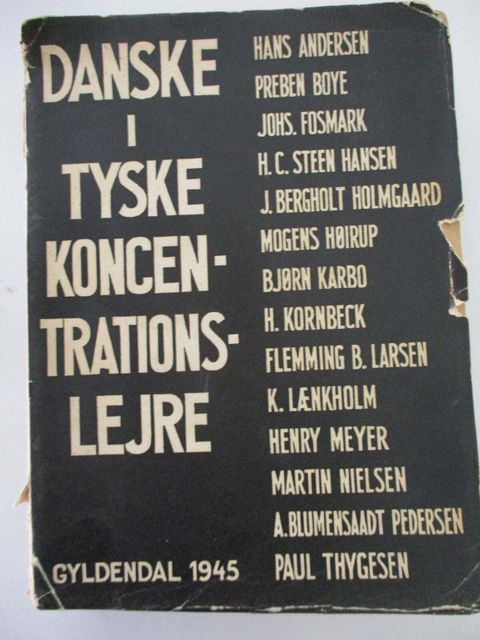 DANSKE
I
TYSKE
KONCEN-
TRATIONS-
LEJRE
HANS ANDERSEN
PREBEN BOYE
JOHS. FOSMARK
H. C. STEEN HANSEN
J. BERGHOLT HOLMGAARD
MOGENS HØIRUP
BJØRN KARBO
H. KORNBECK
FLEMMING B. LARSEN
K. LÆNKHOLM
HENRY MEYER
MARTIN NIELSEN
A. BLUMENSAADT PEDERSEN
PAUL THYGESEN
GYLDENDAL 1945